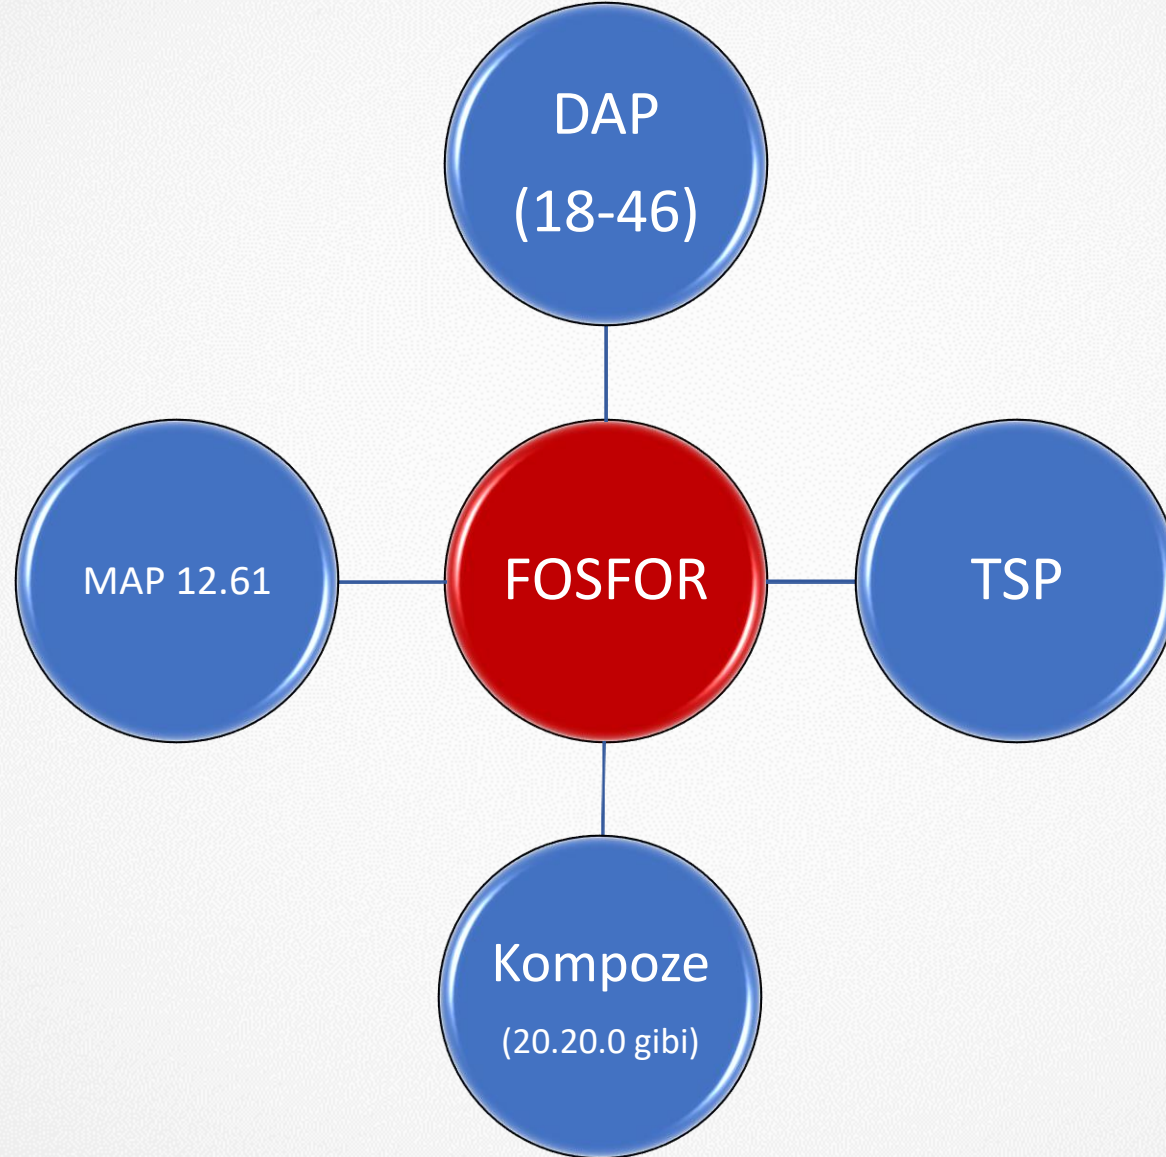 DAP
(18-46)
MAP 12.61
FOSFOR
TSP
Kompoze
(20.20.0 gibi)